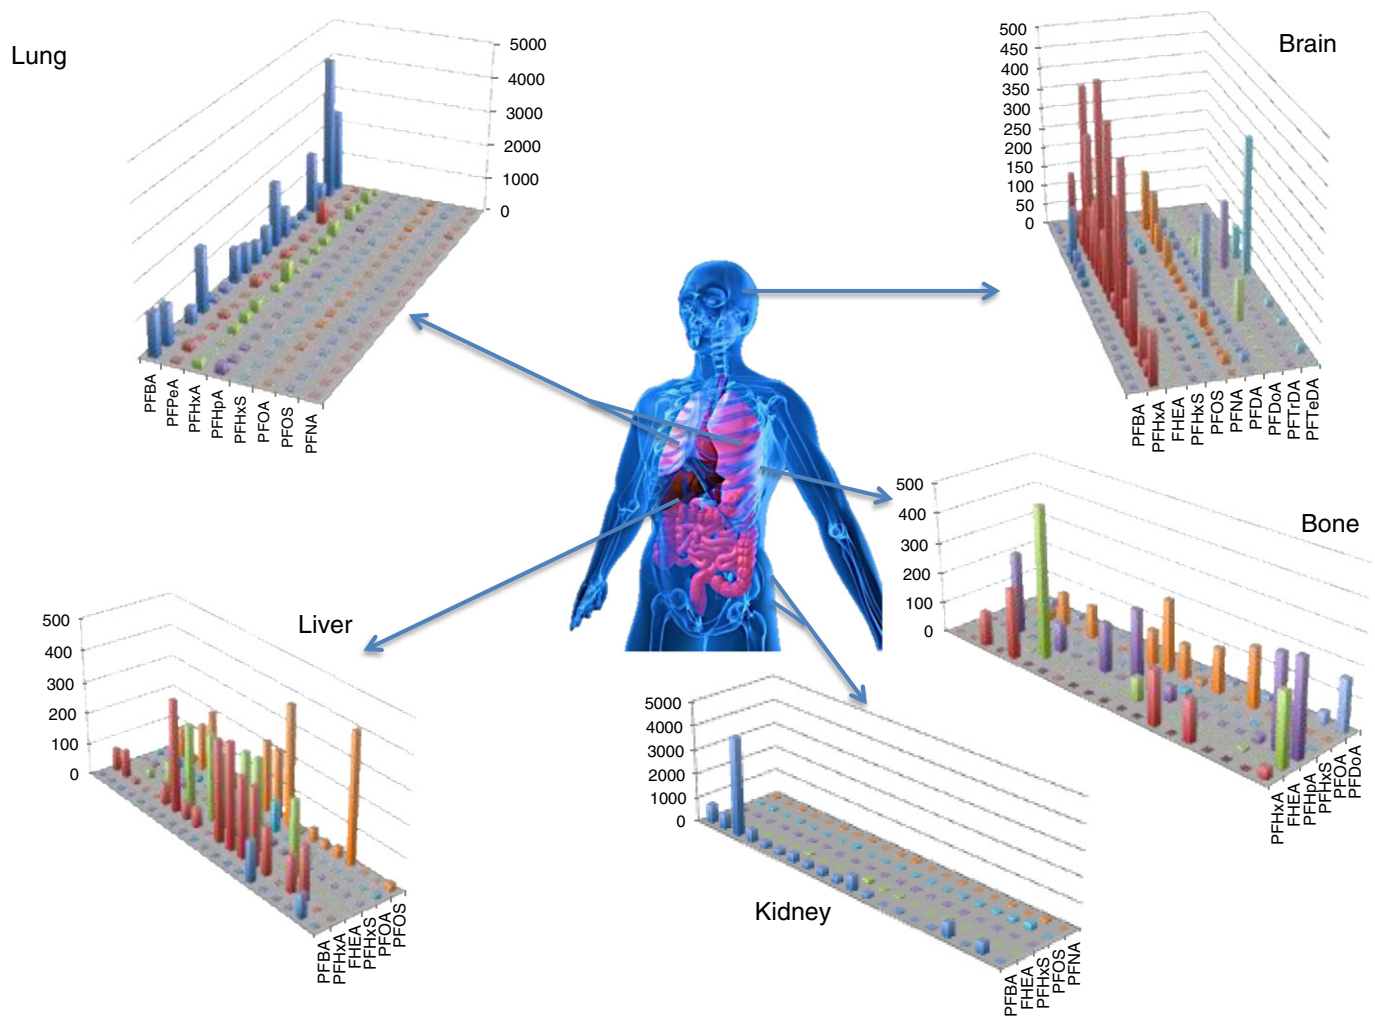 Lung
5000
4000
3000
2000
1000
0
PFBA
PFPeA
PFHxA
PFHpA
PFHxS
PFOA
PFOS
PFNA
Brain
500
450
400
350
300
250
200
150
100
50
0
PFBA
PFHxA
FHEA
PFHxS
PFOS
PFNA
PFDA
PFDoA
PFTrDA
PFTeDA
Bone
500
400
300
200
100
0
PFHxA
FHEA
PFHpA
PFHxS
PFOA
PFDoA
Liver
500
400
300
200
100
0
PFBA
PFHxA
FHEA
PFHxS
PFOA
PFOS
Kidney
5000
4000
3000
2000
1000
0
PFBA
FHEA
PFHxS
PFOS
PFNA